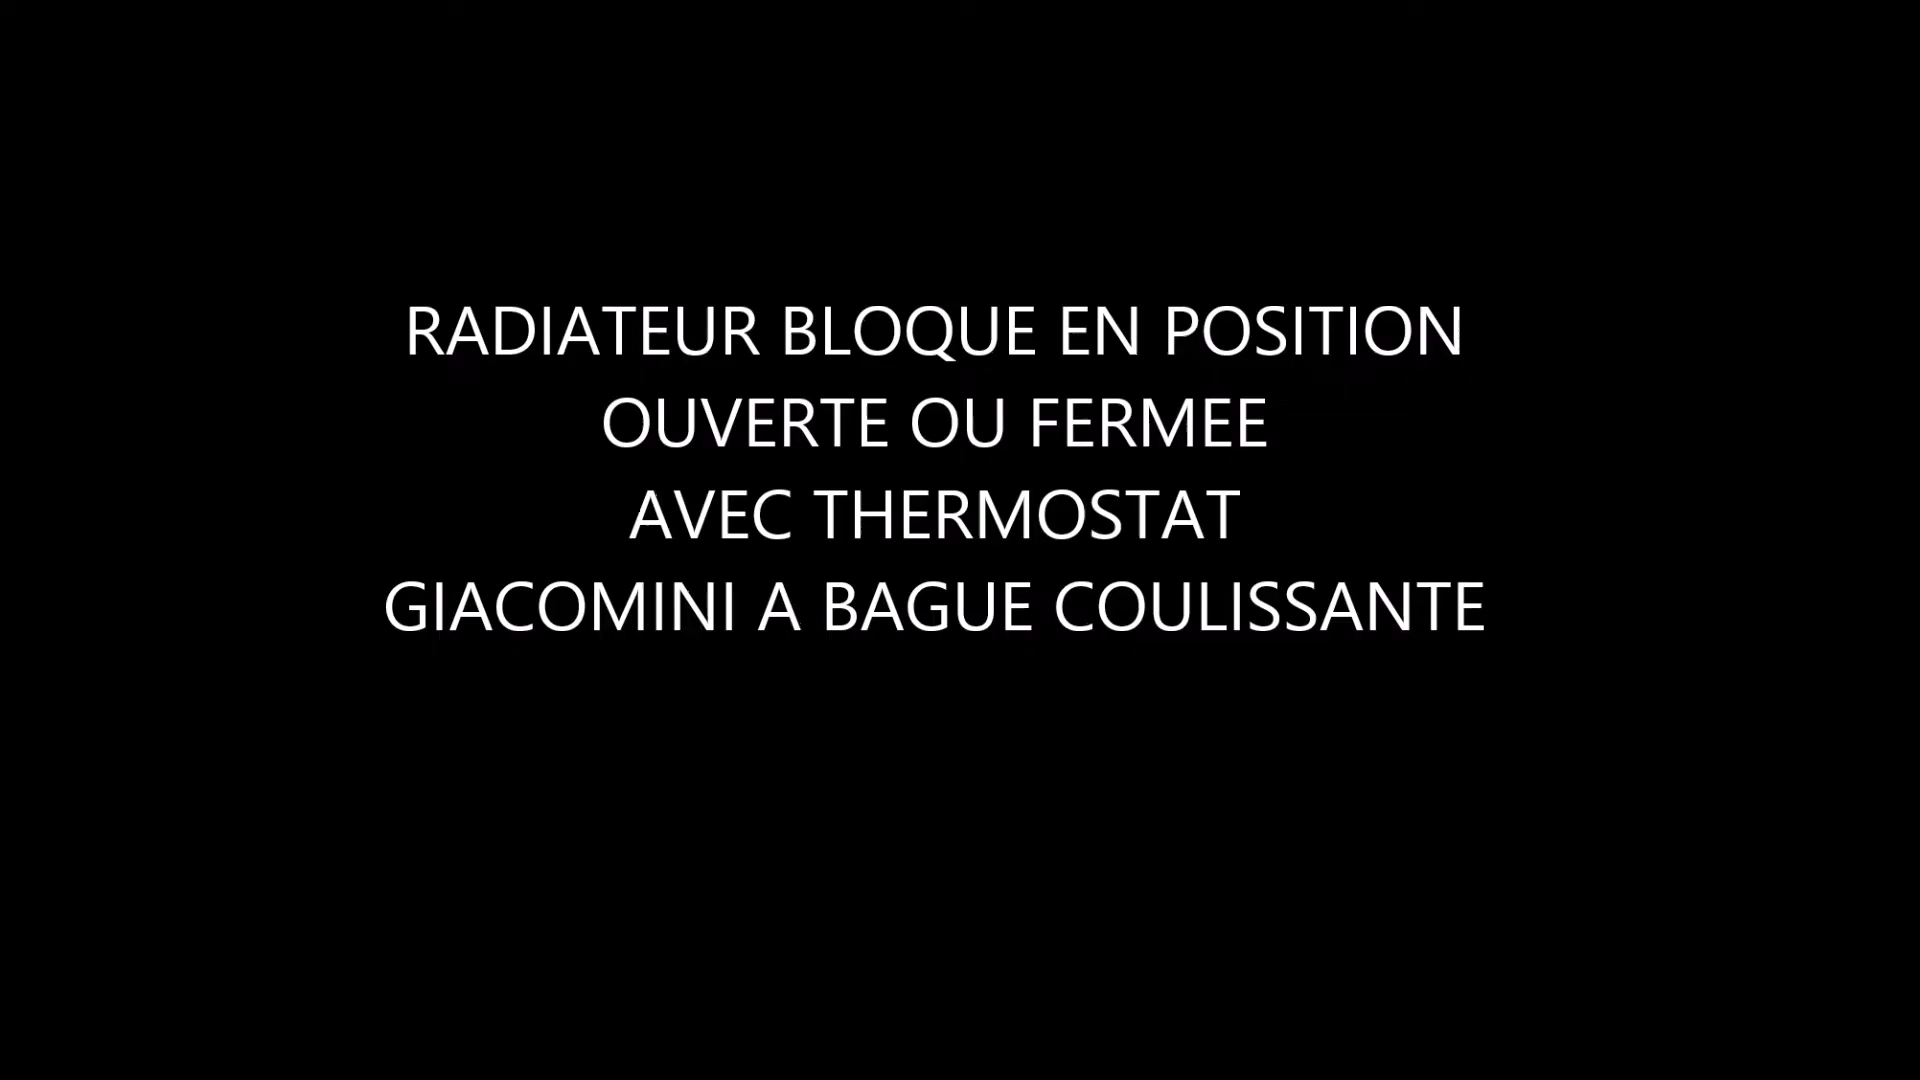 RADIATEUR BLOQUE EN POSITION
OUVERTE OU FERMEE
AVEC THERMOSTAT
GIACOMINI A BAGUE COULISSANTE